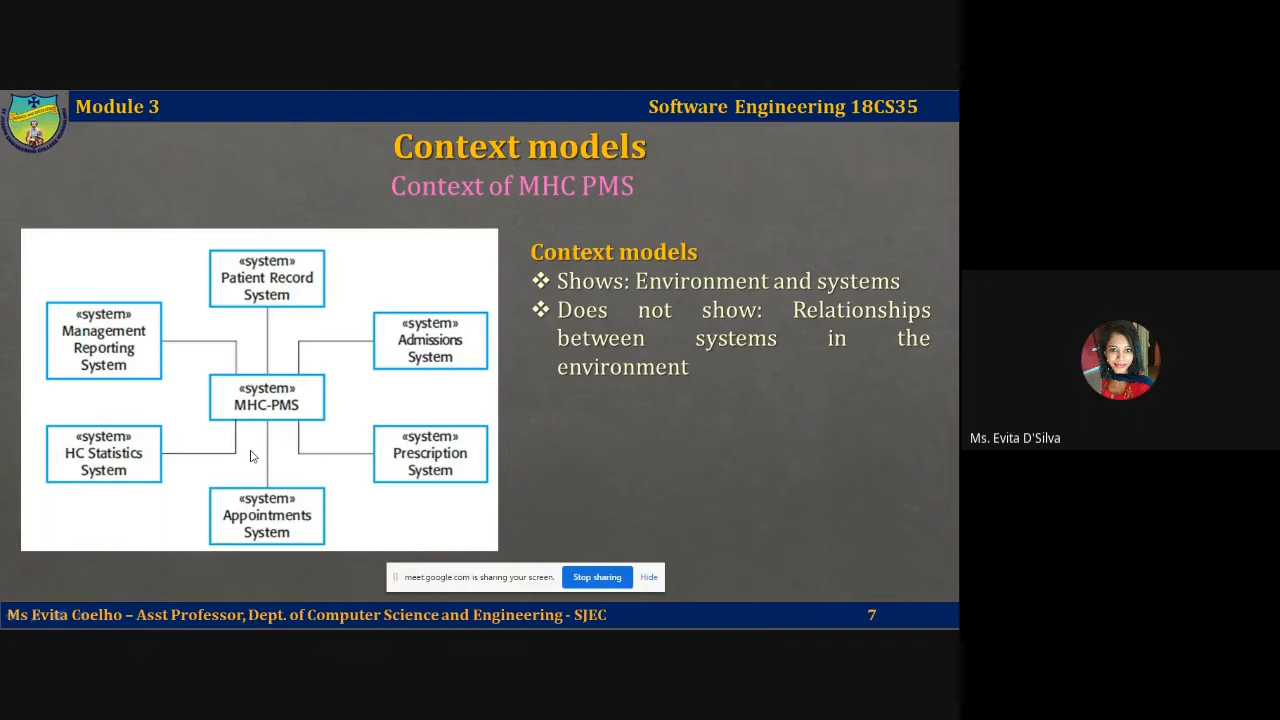 Module 3
Software Engineering 18CS35
Context models
Context of MHC PMS
«system»
Patient Record
System
«system»
Management
Reporting
System
«system»
Admissions
System
«system»
MHC-PMS
«system»
HC Statistics
System
«system»
Prescription
System
«system»
Appointments
System
Context models
❖ Shows: Environment and systems
❖ Does not show: Relationships
between systems in the
environment
meet.google.com is sharing your screen.
Stop sharing
Hide
Ms Evita Coelho – Asst Professor, Dept. of Computer Science and Engineering - SJEC
7
Ms. Evita D'Silva